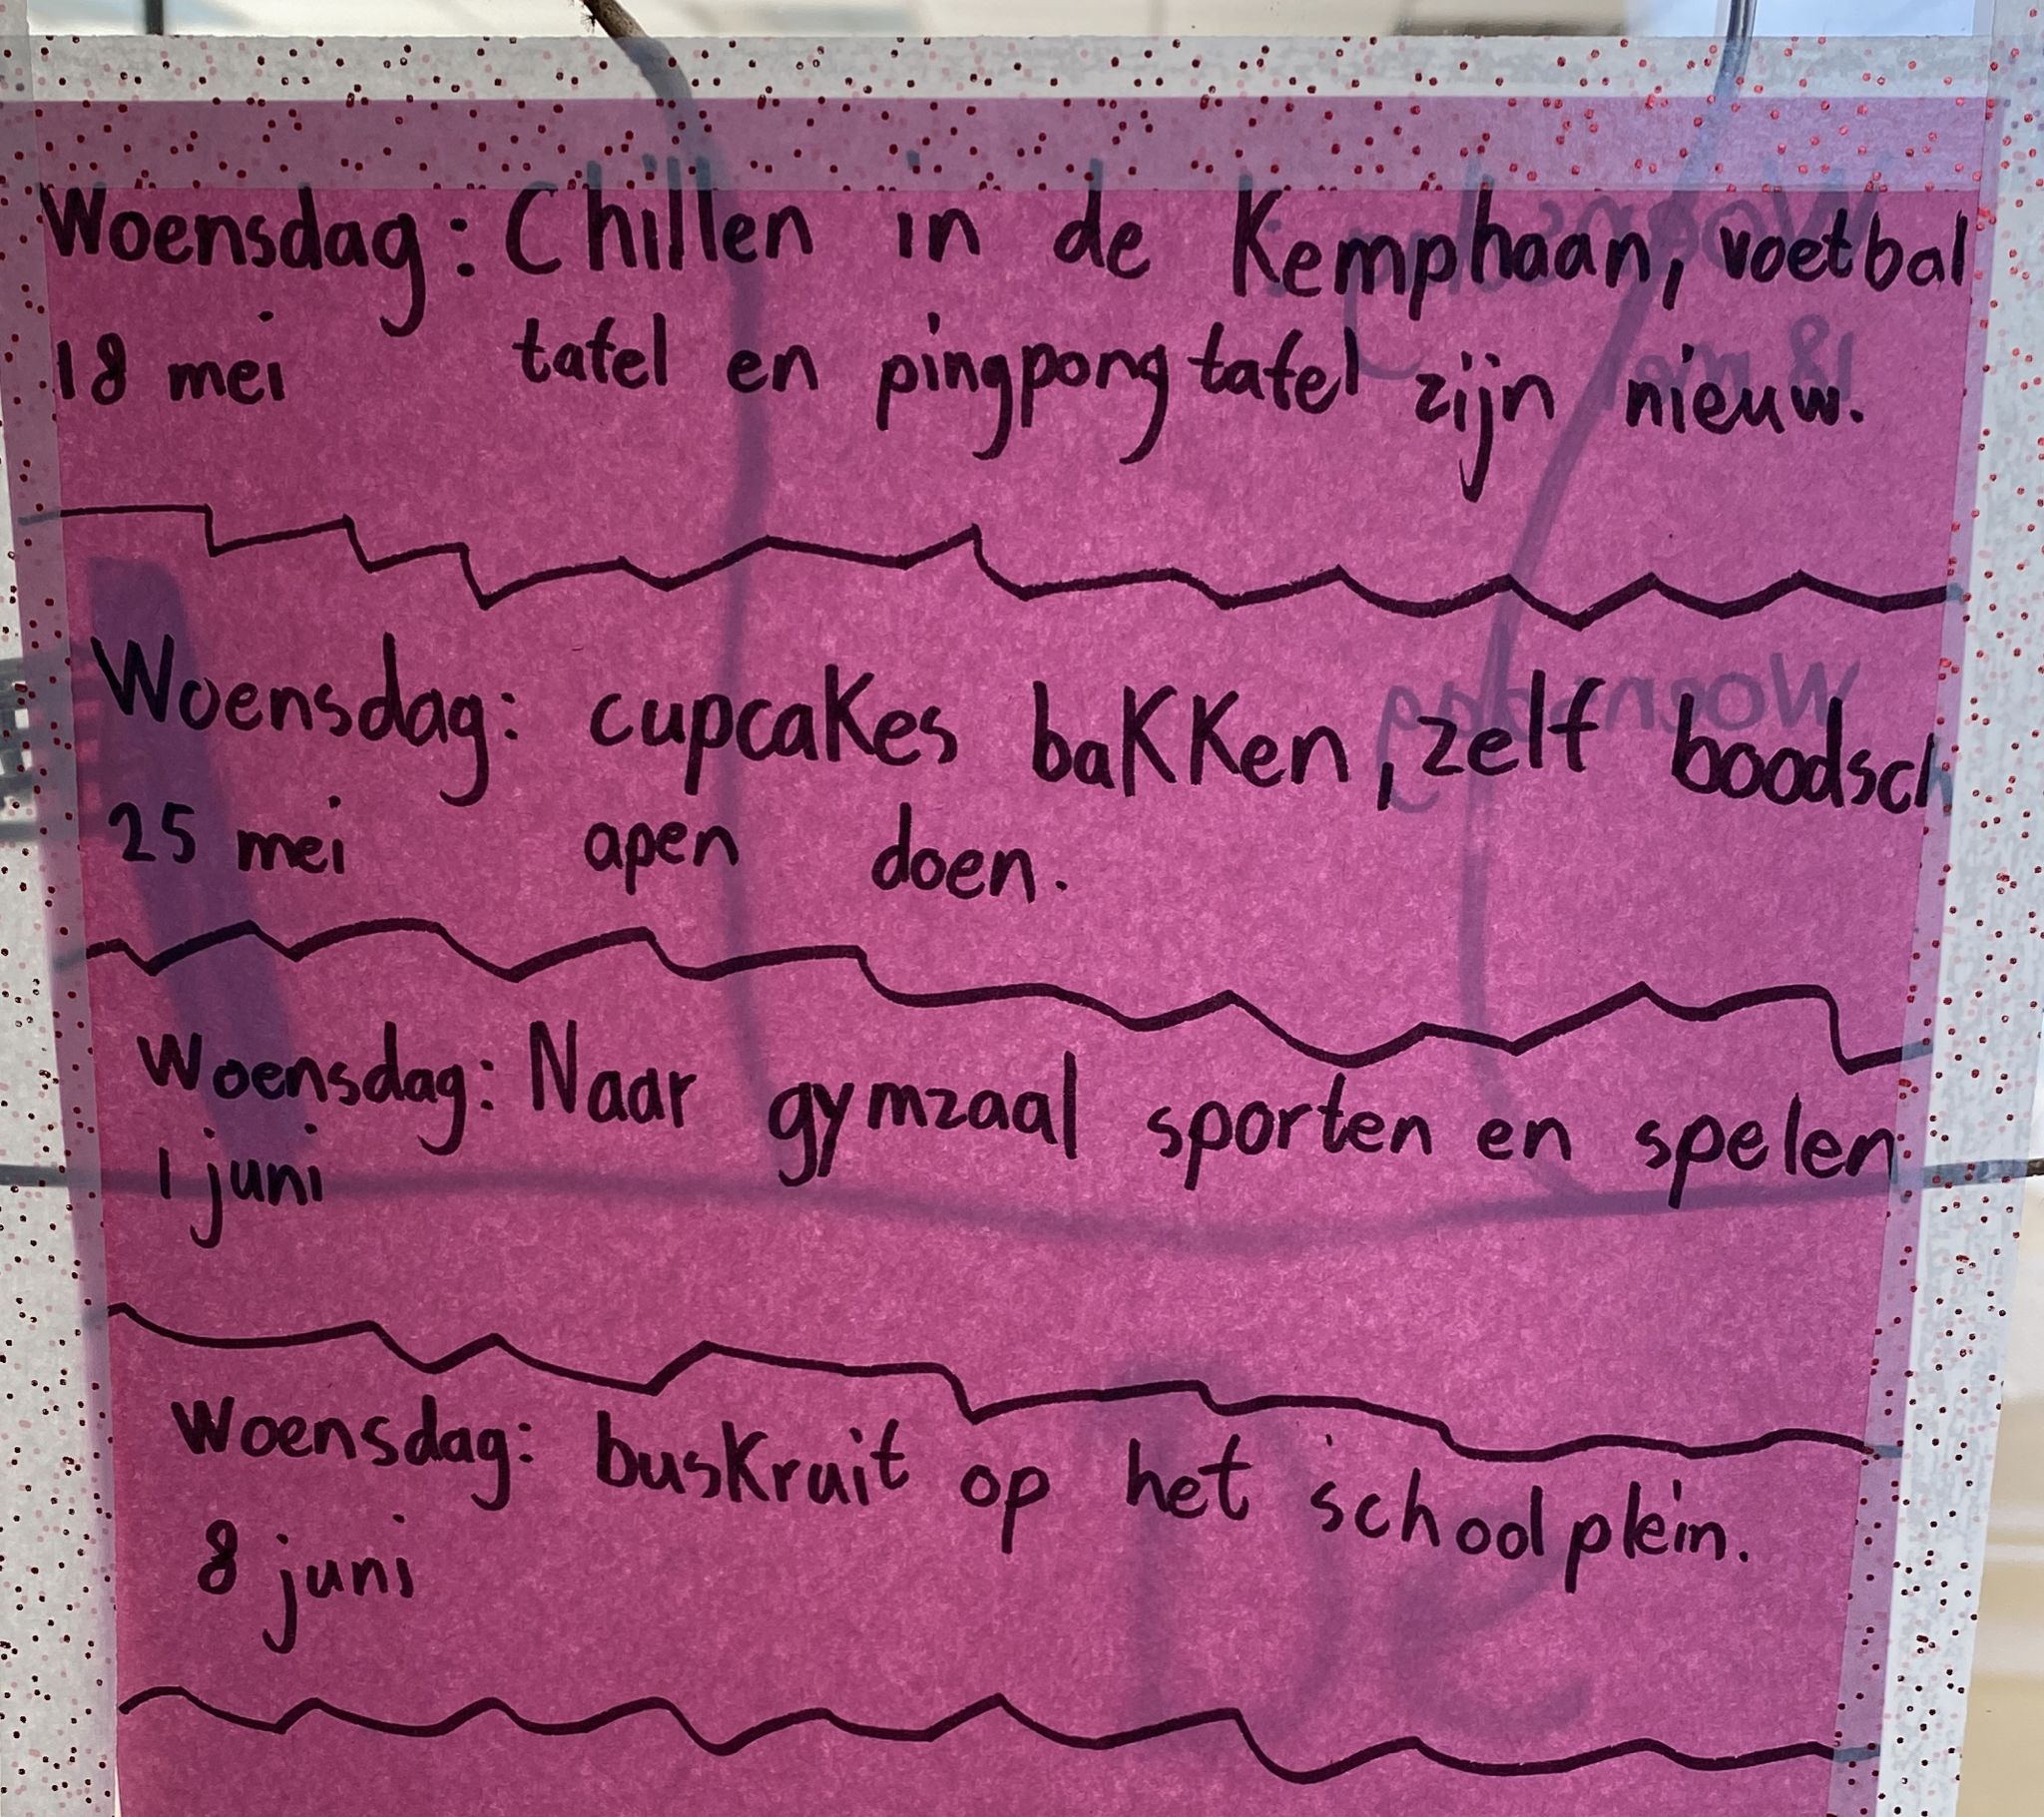 Woensdag: Chillen in de Kemphaan, voetbal
18 mei tafel en pingpongtafel zijn nieuw.
Woensdag: cupcakes bakken, zelf boodsch
25 mei apen doen.
Woensdag: Naar gymzaal sporten en spelen
1 juni
Woensdag: buskruit op het schoolplein.
8 juni